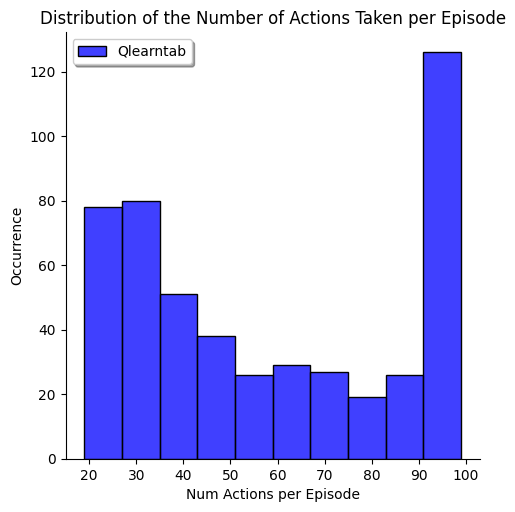 Distribution of the Number of Actions Taken per Episode
Qlearntab
120
100
80
60
40
20
0
Occurrence
20 30 40 50 60 70 80 90 100
Num Actions per Episode